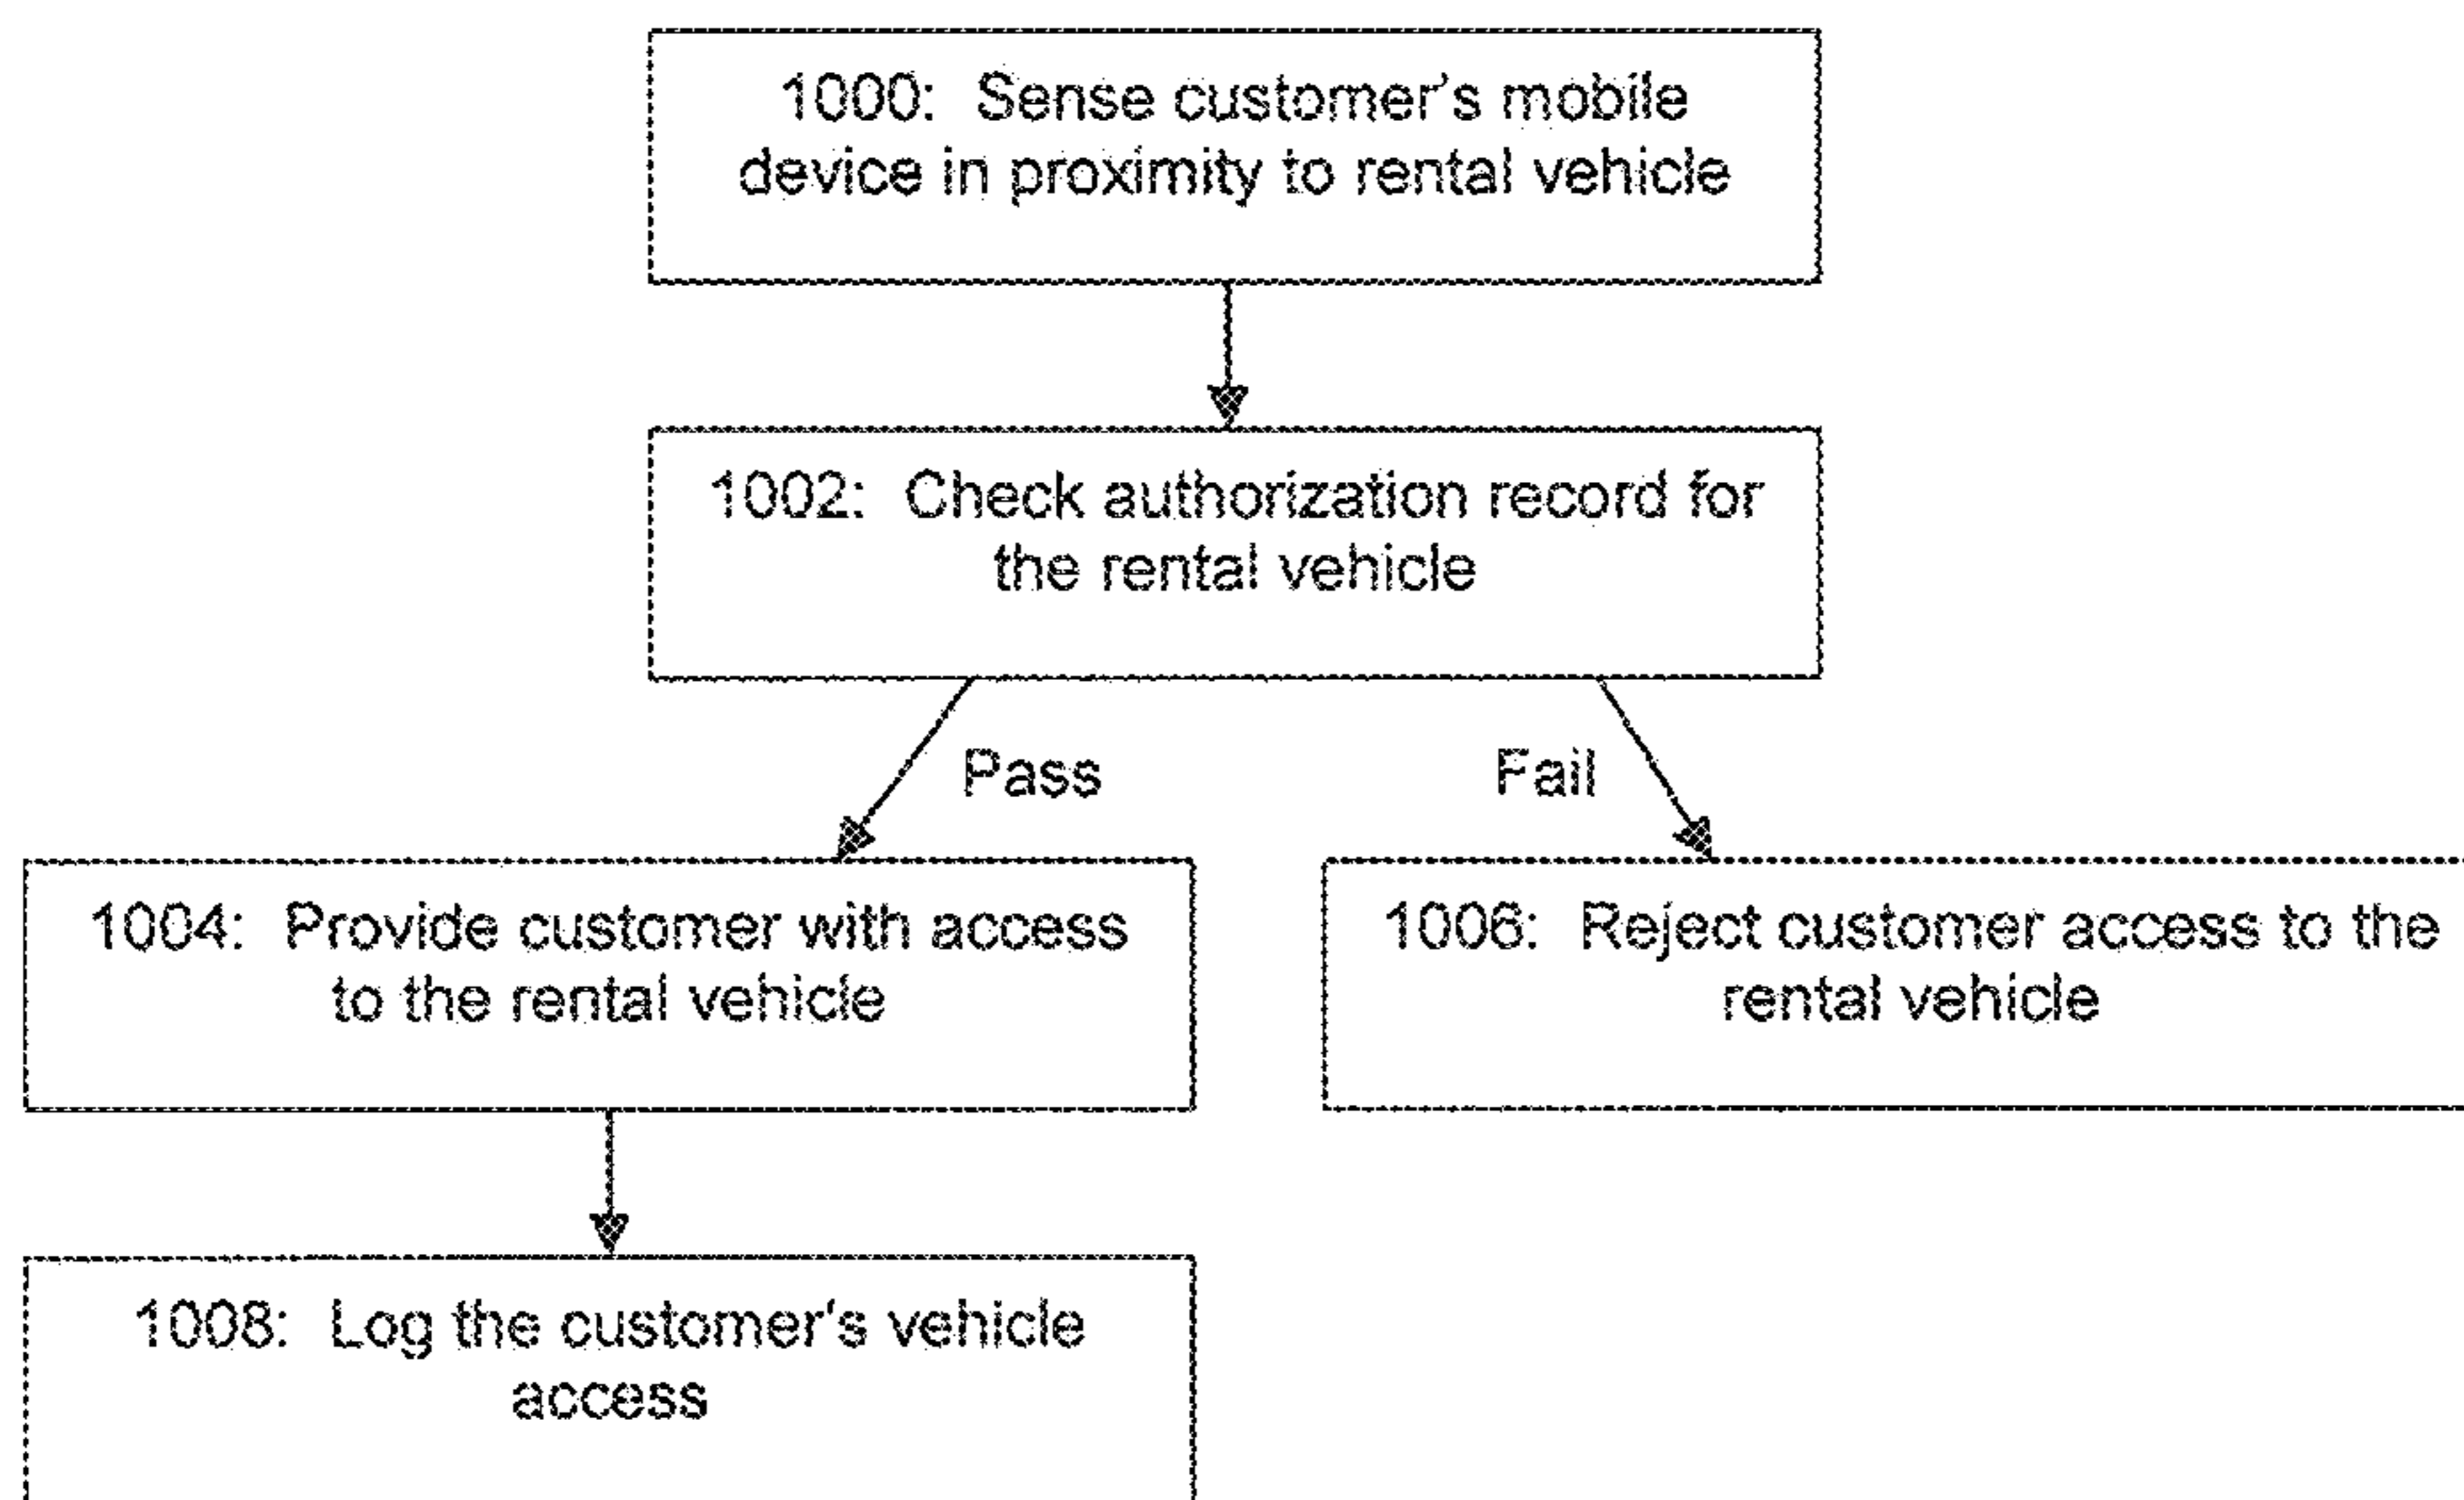 1000: Sense customer's mobile
device in proximity to rental vehicle
1002: Check authorization record for
the rental vehicle
Pass
Fail
1004: Provide customer with access
to the rental vehicle
1006: Reject customer access to the
rental vehicle
1008: Log the customer's vehicle
access